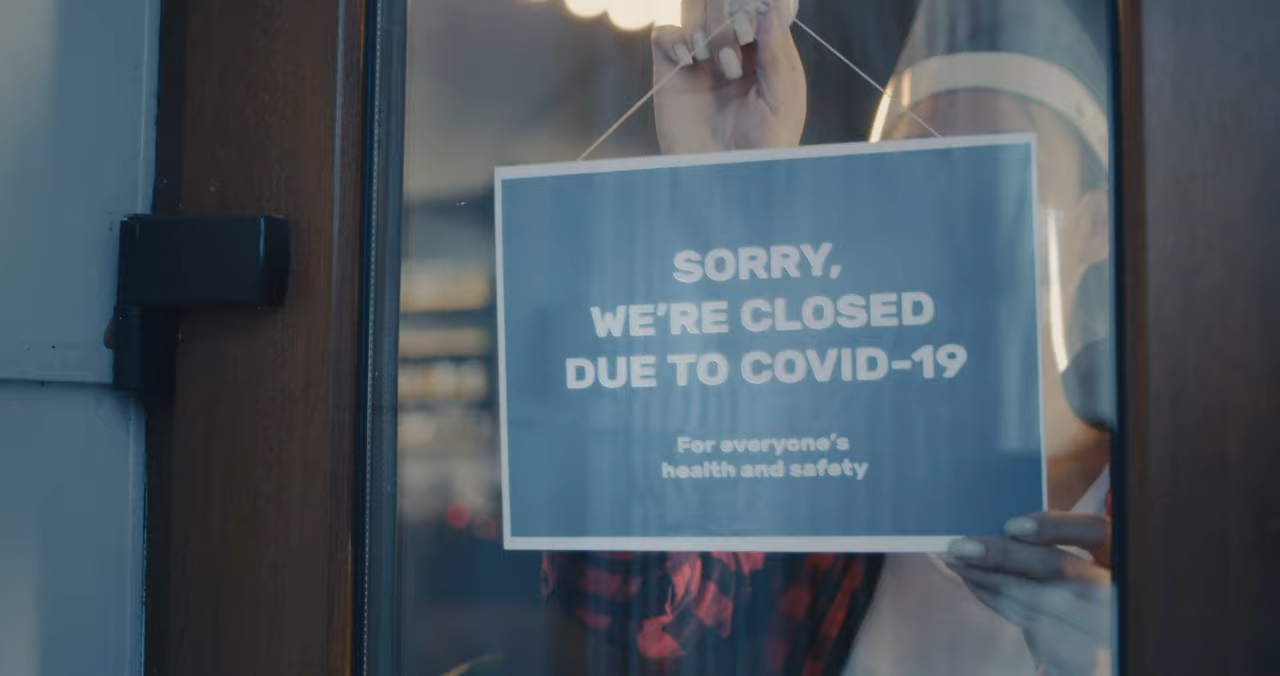 SORRY,
WE'RE CLOSED
DUE TO COVID-19
For everyone's
health and safety